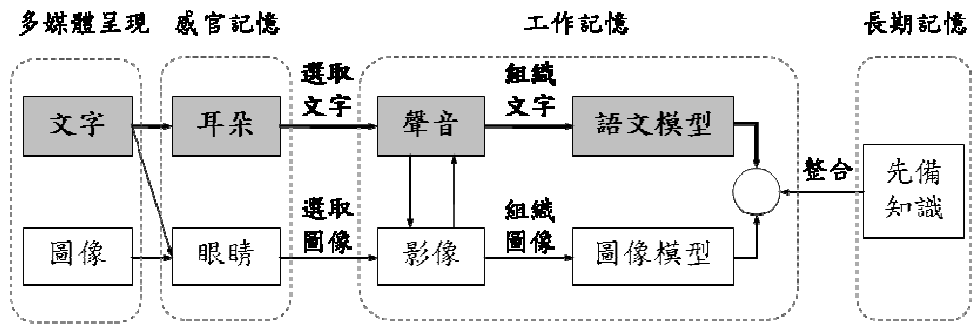 多媒體呈現
感官記憶
工作記憶
長期記憶
選取
文字
組織
文字
文字
耳朵
聲音
語文模型
整合
先備
知識
選取
圖像
組織
圖像
圖像
眼睛
影像
圖像模型